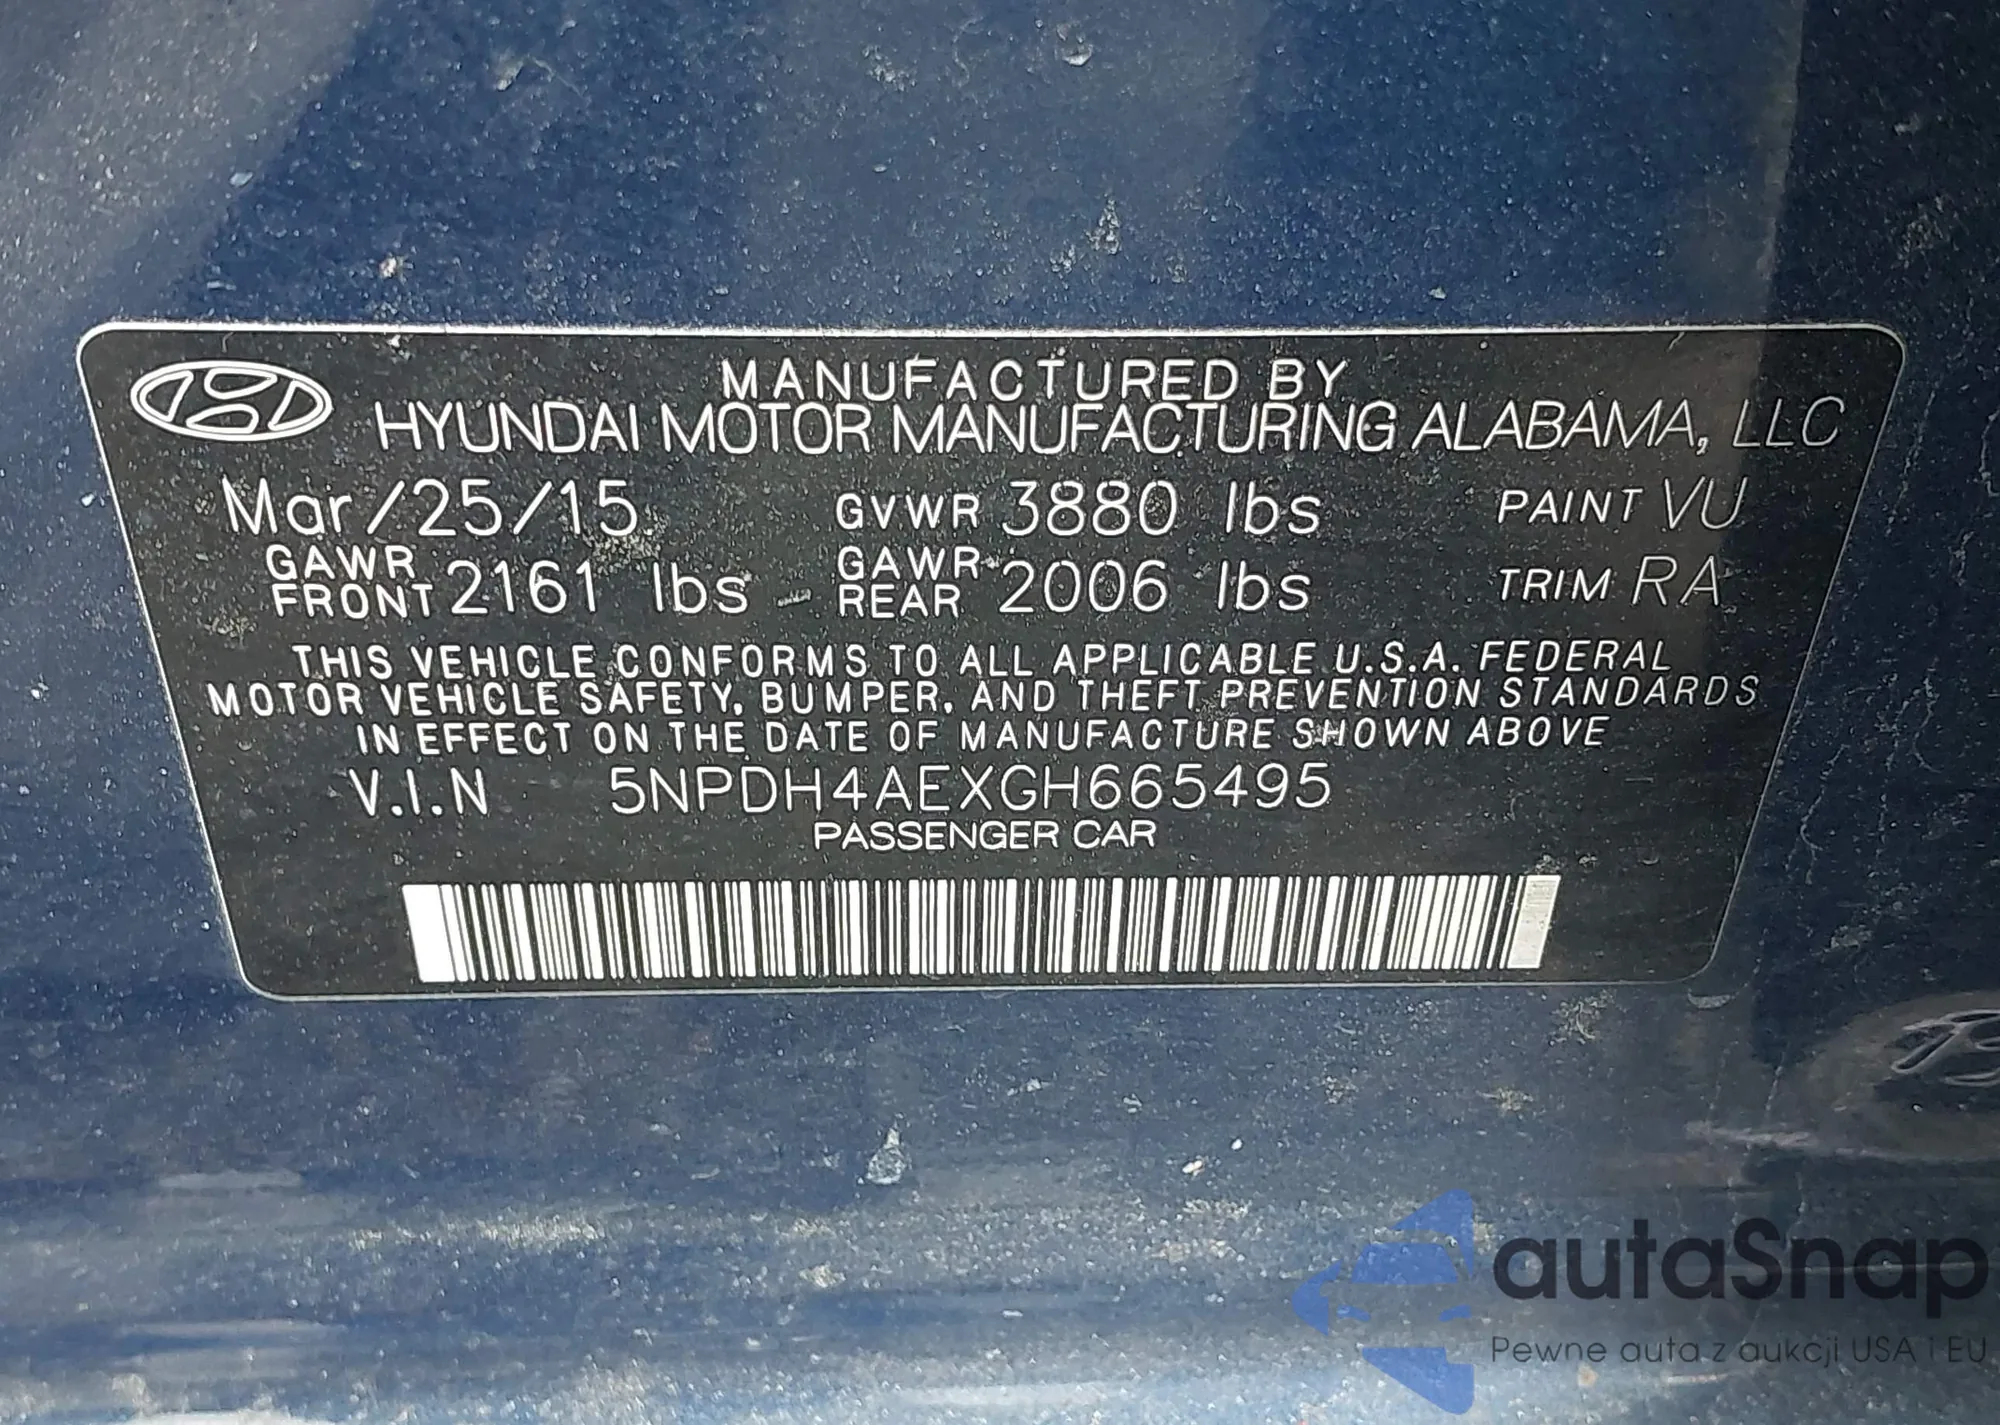 MANUFACTURED BY
HYUNDAI MOTOR MANUFACTURING ALABAMA, LLC
Mar/25/15 GVWR 3880 lbs PAINT VU
GAWR FRONT 2161 lbs GAWR REAR 2006 lbs TRIM RA
THIS VEHICLE CONFORMS TO ALL APPLICABLE U.S.A. FEDERAL
MOTOR VEHICLE SAFETY, BUMPER, AND THEFT PREVENTION STANDARDS
IN EFFECT ON THE DATE OF MANUFACTURE SHOWN ABOVE
V.I.N 5NPDH4AEXGH665495
PASSENGER CAR
autaSnap
Pewne auta z aukcji USA i EU